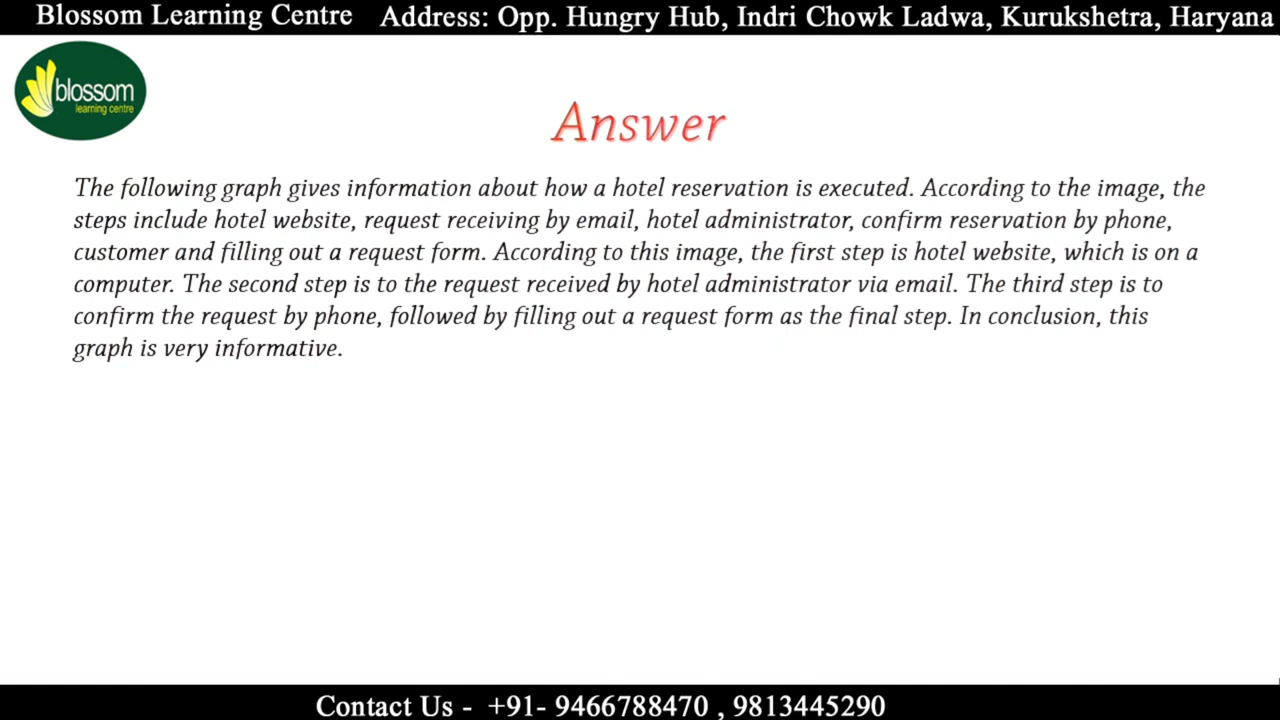 Blossom Learning Centre Address: Opp. Hungry Hub, Indri Chowk Ladwa, Kurukshetra, Haryana
blossom
learning centre
Answer
The following graph gives information about how a hotel reservation is executed. According to the image, the
steps include hotel website, request receiving by email, hotel administrator, confirm reservation by phone,
customer and filling out a request form. According to this image, the first step is hotel website, which is on a
computer. The second step is to the request received by hotel administrator via email. The third step is to
confirm the request by phone, followed by filling out a request form as the final step. In conclusion, this
graph is very informative.
Contact Us - +91- 9466788470 , 9813445290